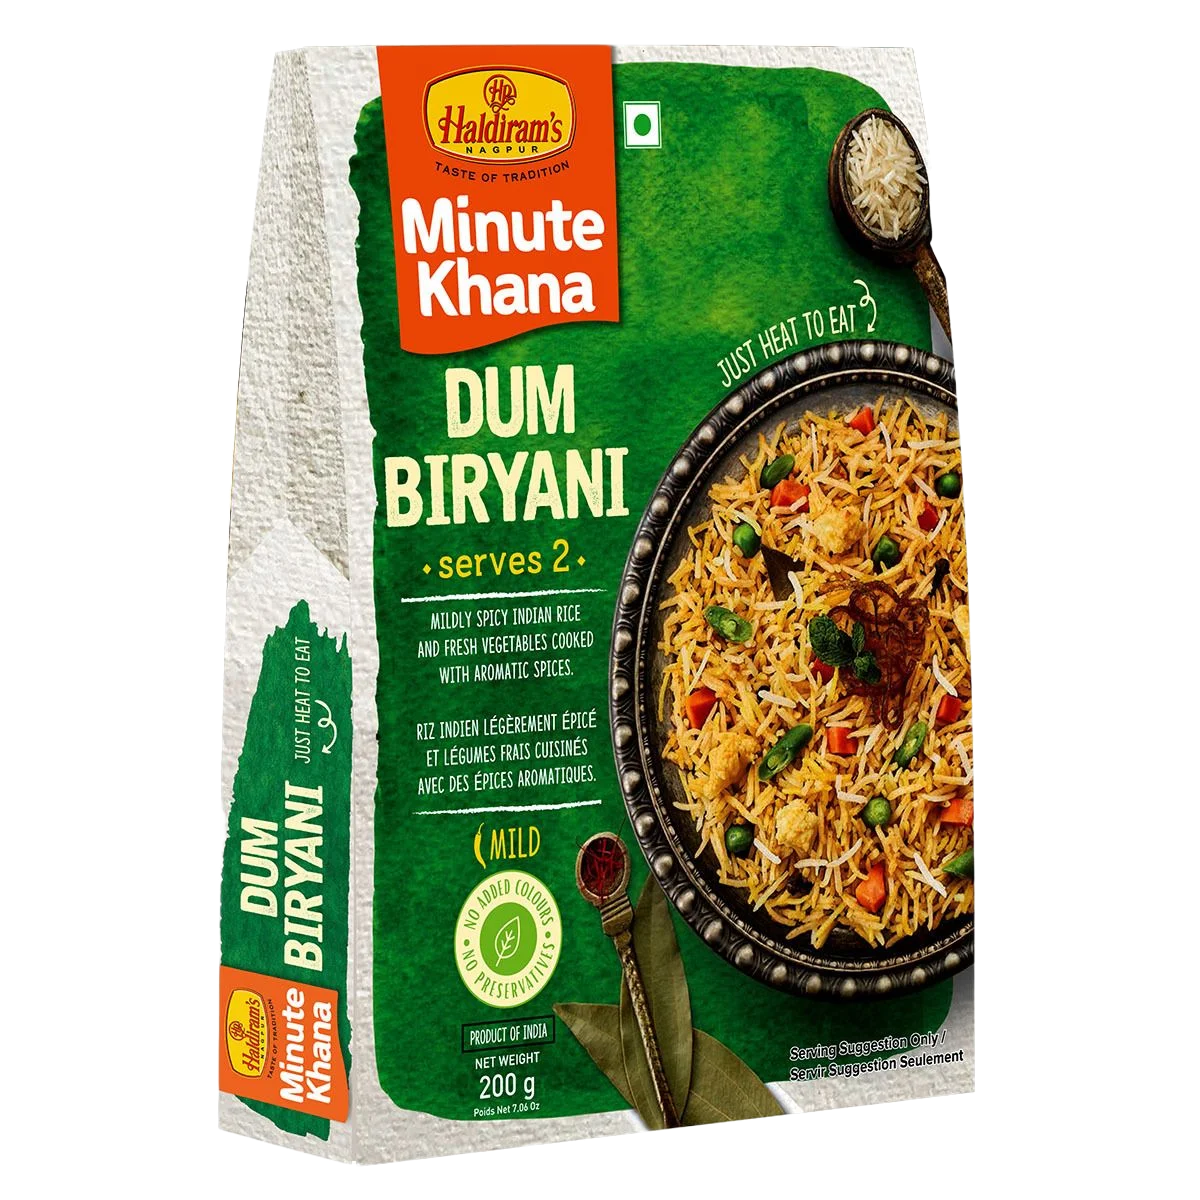 HR
Haldiram's
NAGPUR
TASTE OF TRADITION
Minute
Khana
JUST HEAT TO EAT
DUM
BIRYANI
serves 2
MILDLY SPICY INDIAN RICE
AND FRESH VEGETABLES COOKED
WITH AROMATIC SPICES.
RIZ INDIEN LÉGÈREMENT ÉPICÉ
ET LÉGUMES FRAIS CUISINÉS
AVEC DES ÉPICES AROMATIQUES.
MILD
NO ADDED COLOURS
• NO PRESERVATIVES •
PRODUCT OF INDIA
NET WEIGHT
200 g
Poids Net 7.06 Oz
Serving Suggestion Only /
Servir Suggestion Seulement
JUST HEAT TO EAT
DUM
BIRYANI
HR
Haldiram's
NAGPUR
TASTE OF TRADITION
Minute
Khana